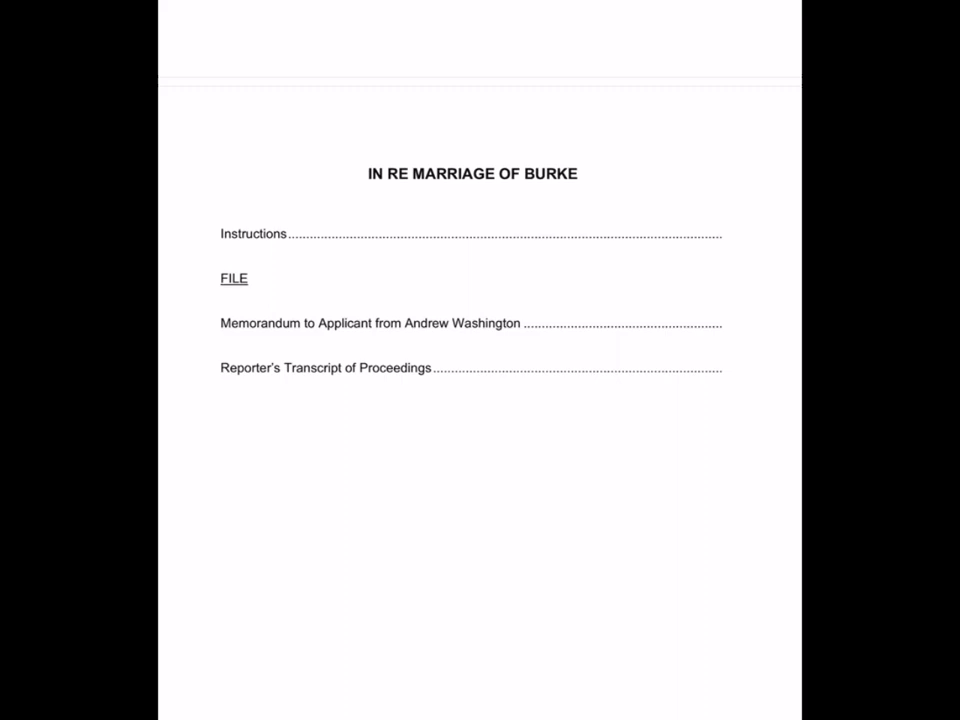 IN RE MARRIAGE OF BURKE
Instructions........................................................................................................................
FILE
Memorandum to Applicant from Andrew Washington .......................................................
Reporter's Transcript of Proceedings................................................................................